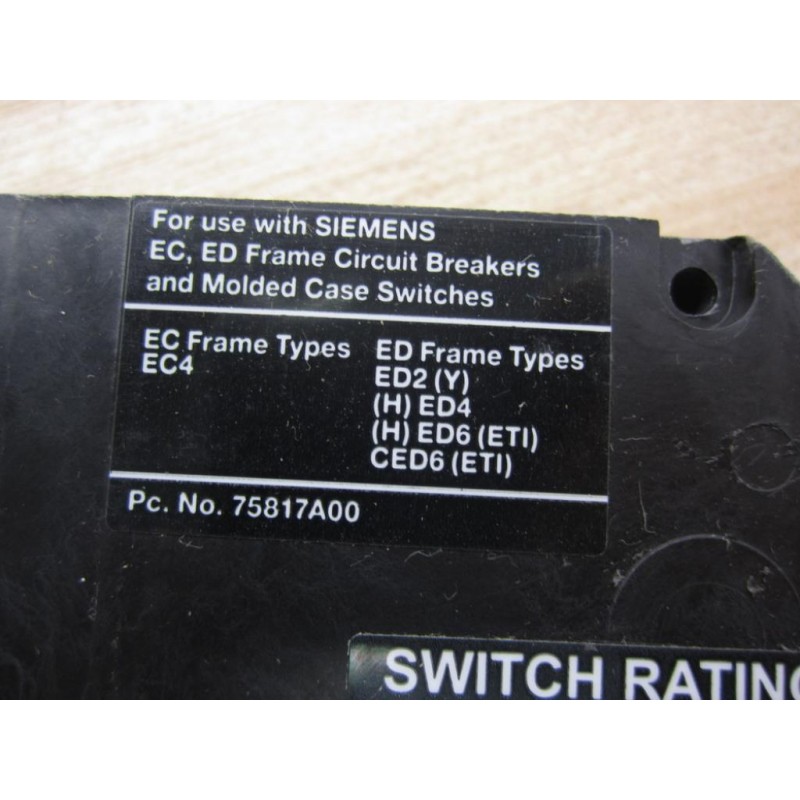 For use with SIEMENS
EC, ED Frame Circuit Breakers
and Molded Case Switches
EC Frame Types
EC4
ED Frame Types
ED2 (Y)
(H) ED4
(H) ED6 (ETI)
CED6 (ETI)
Pc. No. 75817A00
SWITCH RATING